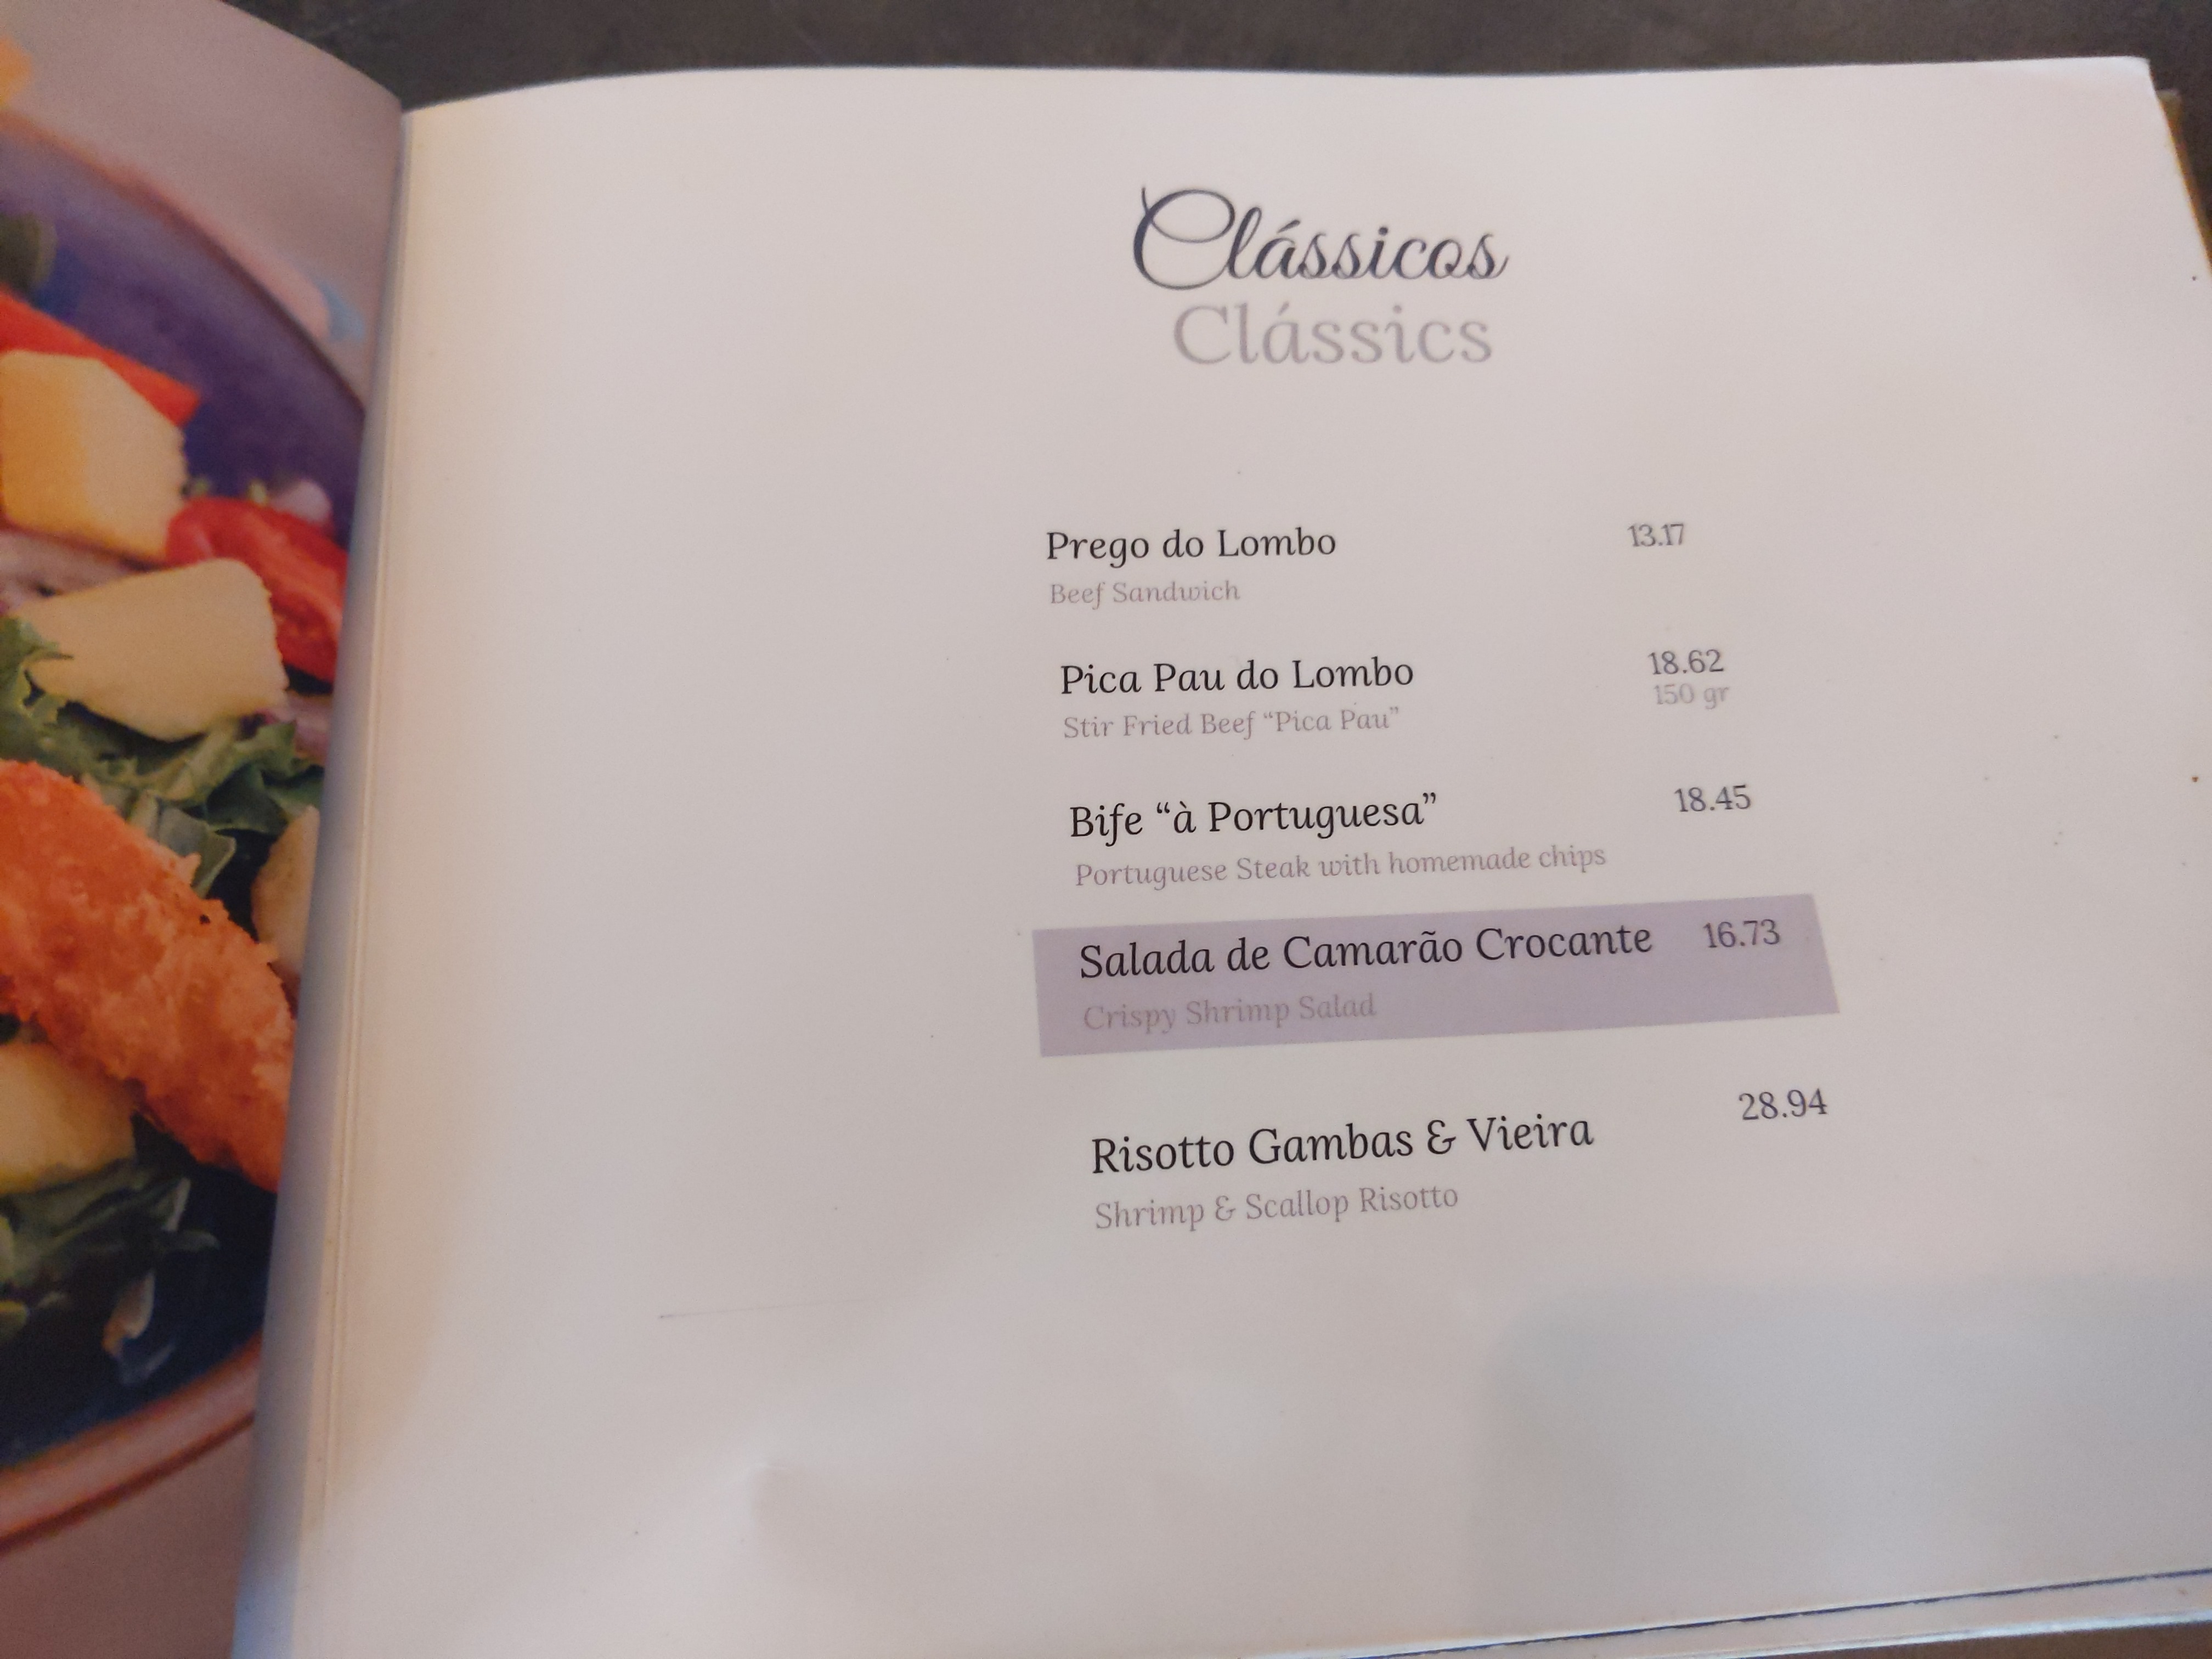 Clássicos
Clássics
Prego do Lombo 13.17
Beef Sandwich
Pica Pau do Lombo 18.62
Stir Fried Beef “Pica Pau” 150 gr
Bife “à Portuguesa” 18.45
Portuguese Steak with homemade chips
Salada de Camarão Crocante 16.73
Crispy Shrimp Salad
Risotto Gambas & Vieira 28.94
Shrimp & Scallop Risotto